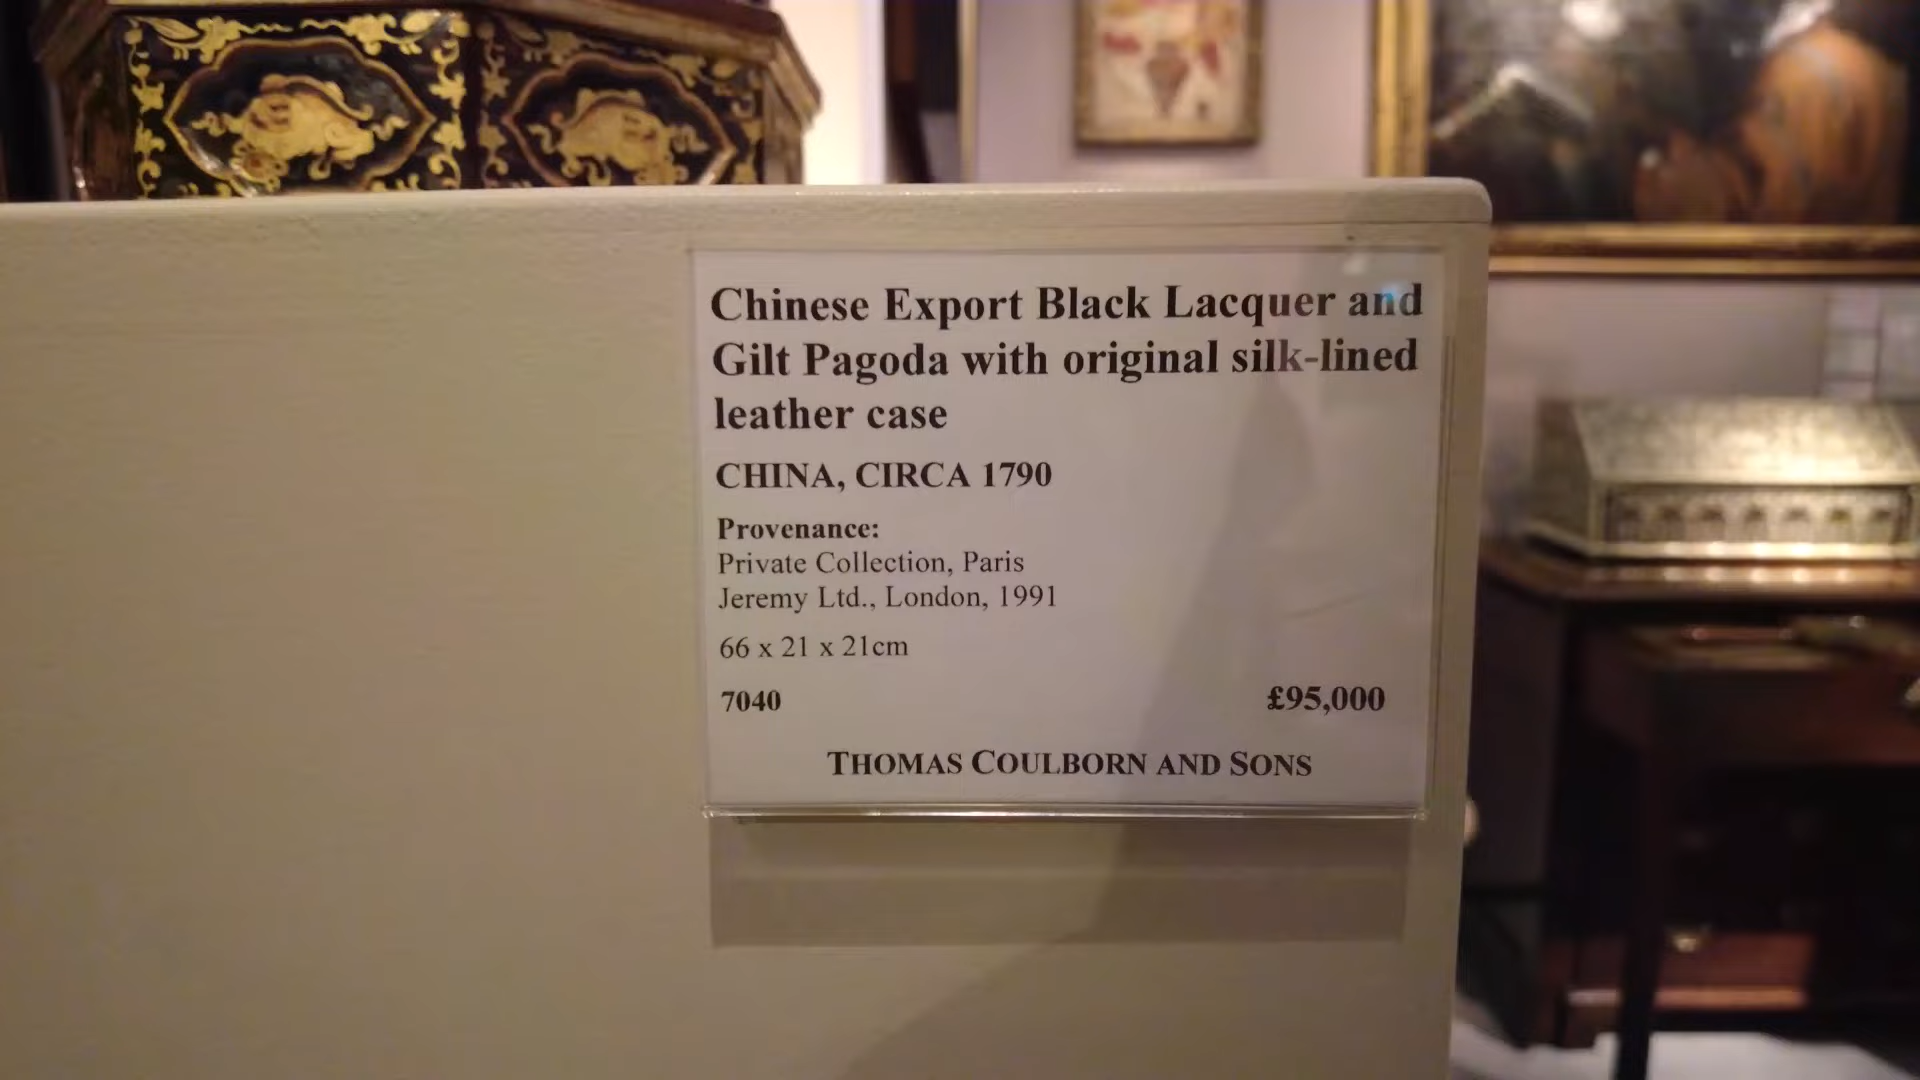 Chinese Export Black Lacquer and
Gilt Pagoda with original silk-lined
leather case
CHINA, CIRCA 1790
Provenance:
Private Collection, Paris
Jeremy Ltd., London, 1991
66 x 21 x 21cm
7040 £95,000
THOMAS COULBORN AND SONS